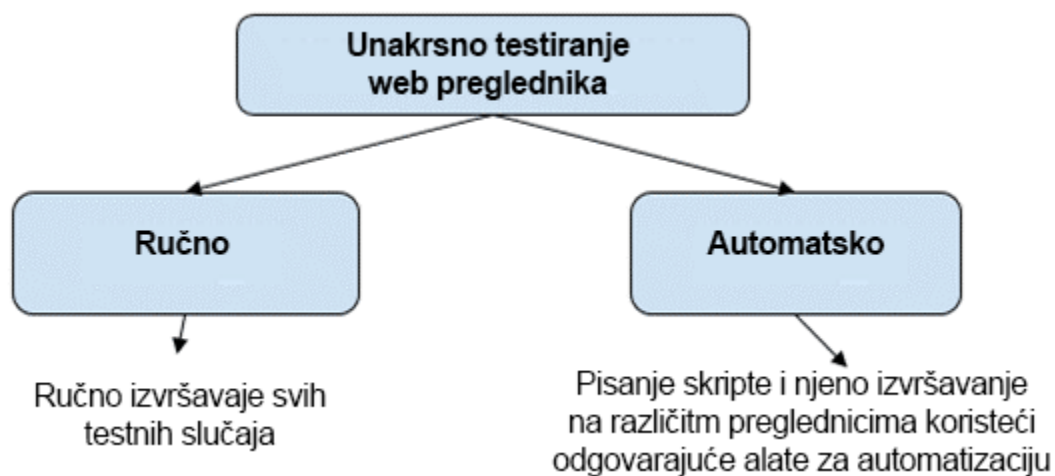 Unakrsno testiranje
web preglednika
Ručno
Automatsko
Ručno izvršavaje svih
testnih slučaja
Pisanje skripte i njeno izvršavanje
na različitm preglednicima koristeći
odgovarajuće alate za automatizaciju